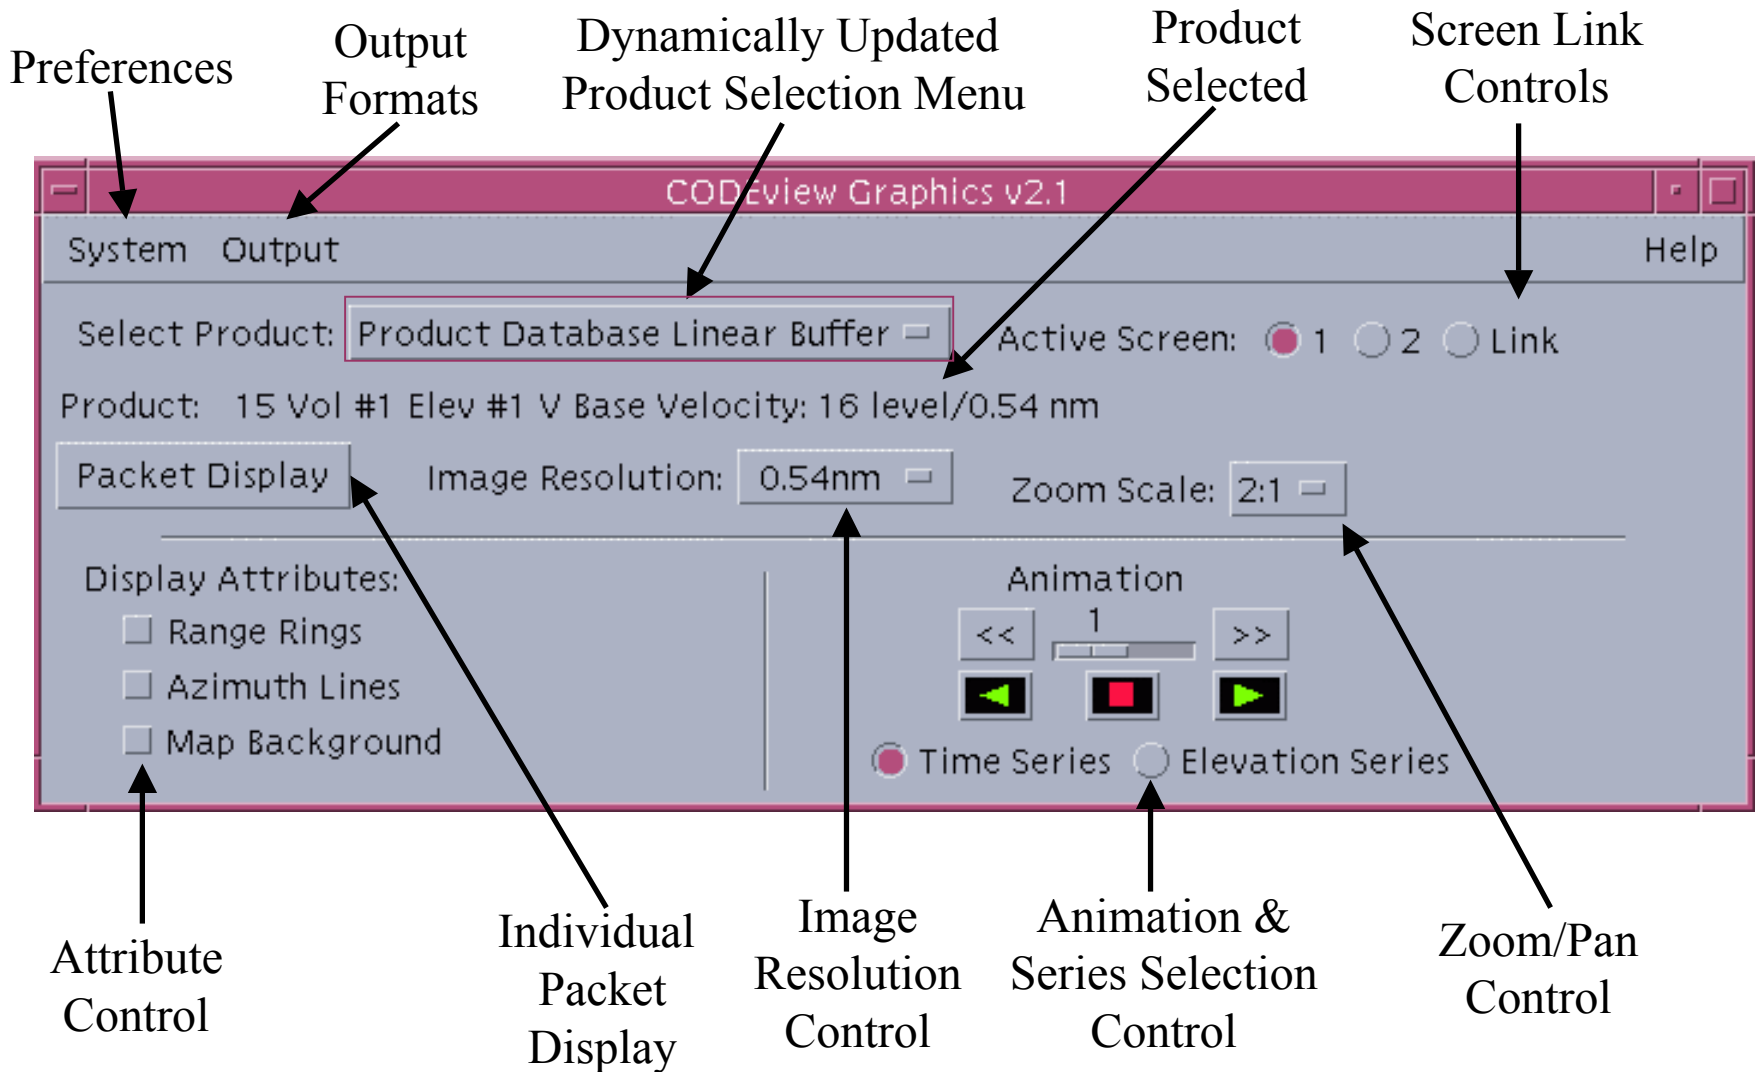 Preferences
Output
Formats
Dynamically Updated
Product Selection Menu
Product
Selected
Screen Link
Controls
CODEview Graphics v2.1
System Output Help
Select Product: Product Database Linear Buffer Active Screen: 1 2 Link
Product: 15 Vol #1 Elev #1 V Base Velocity: 16 level/0.54 nm
Packet Display Image Resolution: 0.54nm Zoom Scale: 2:1
Display Attributes:
Range Rings
Azimuth Lines
Map Background
Animation
<< 1 >>
Time Series Elevation Series
Attribute
Control
Individual
Packet
Display
Image
Resolution
Control
Animation &
Series Selection
Control
Zoom/Pan
Control